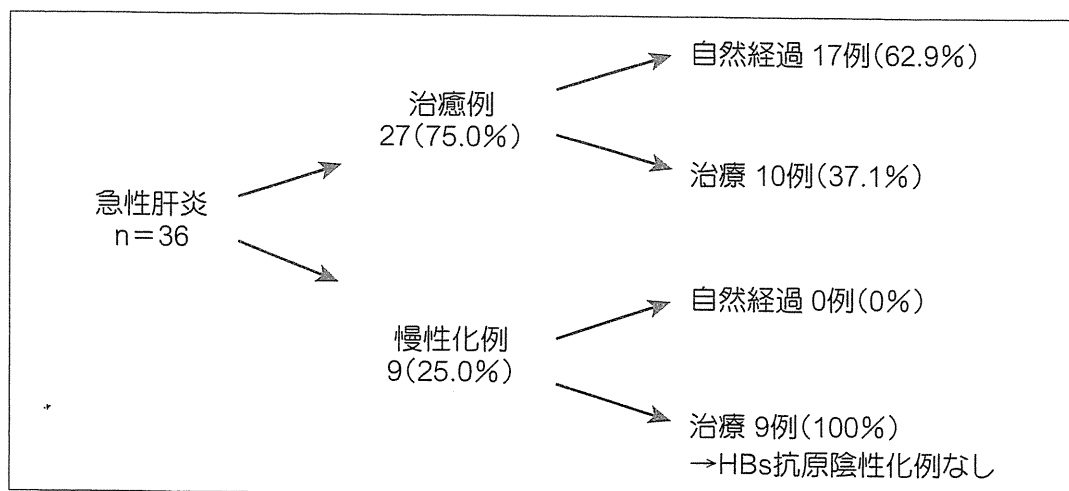 急性肝炎
n＝36
治癒例
27(75.0%)
自然経過 17例(62.9%)
治療 10例(37.1%)
慢性化例
9(25.0%)
自然経過 0例(0%)
治療 9例(100%)
→HBs抗原陰性化例なし